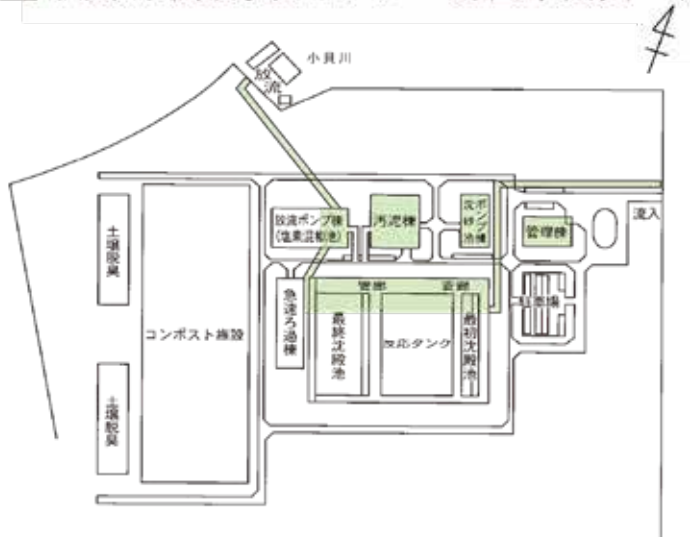 小貝川
放流
放流ポンプ棟
(塩素混和池)
汚泥棟
沈砂池
ポンプ棟
管理棟
流入
土壌脱臭
コンポスト施設
急速ろ過棟
管廊
管廊
駐車場
最終沈殿池
反応タンク
最初沈殿池
土壌脱臭